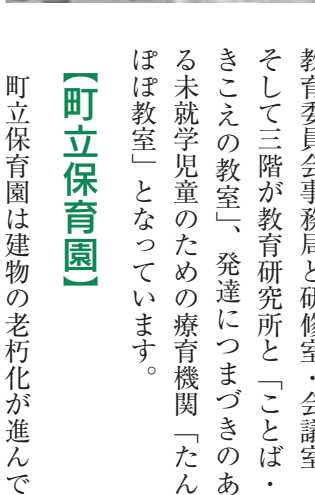 教育委員会事務局と研修室・会議室
そして三階が教育研究所と「ことば・
きこえの教室」、発達につまづきのあ
る未就学児童のための療育機関「たん
ぽぽ教室」となっています。
【町立保育園】
町立保育園は建物の老朽化が進んで